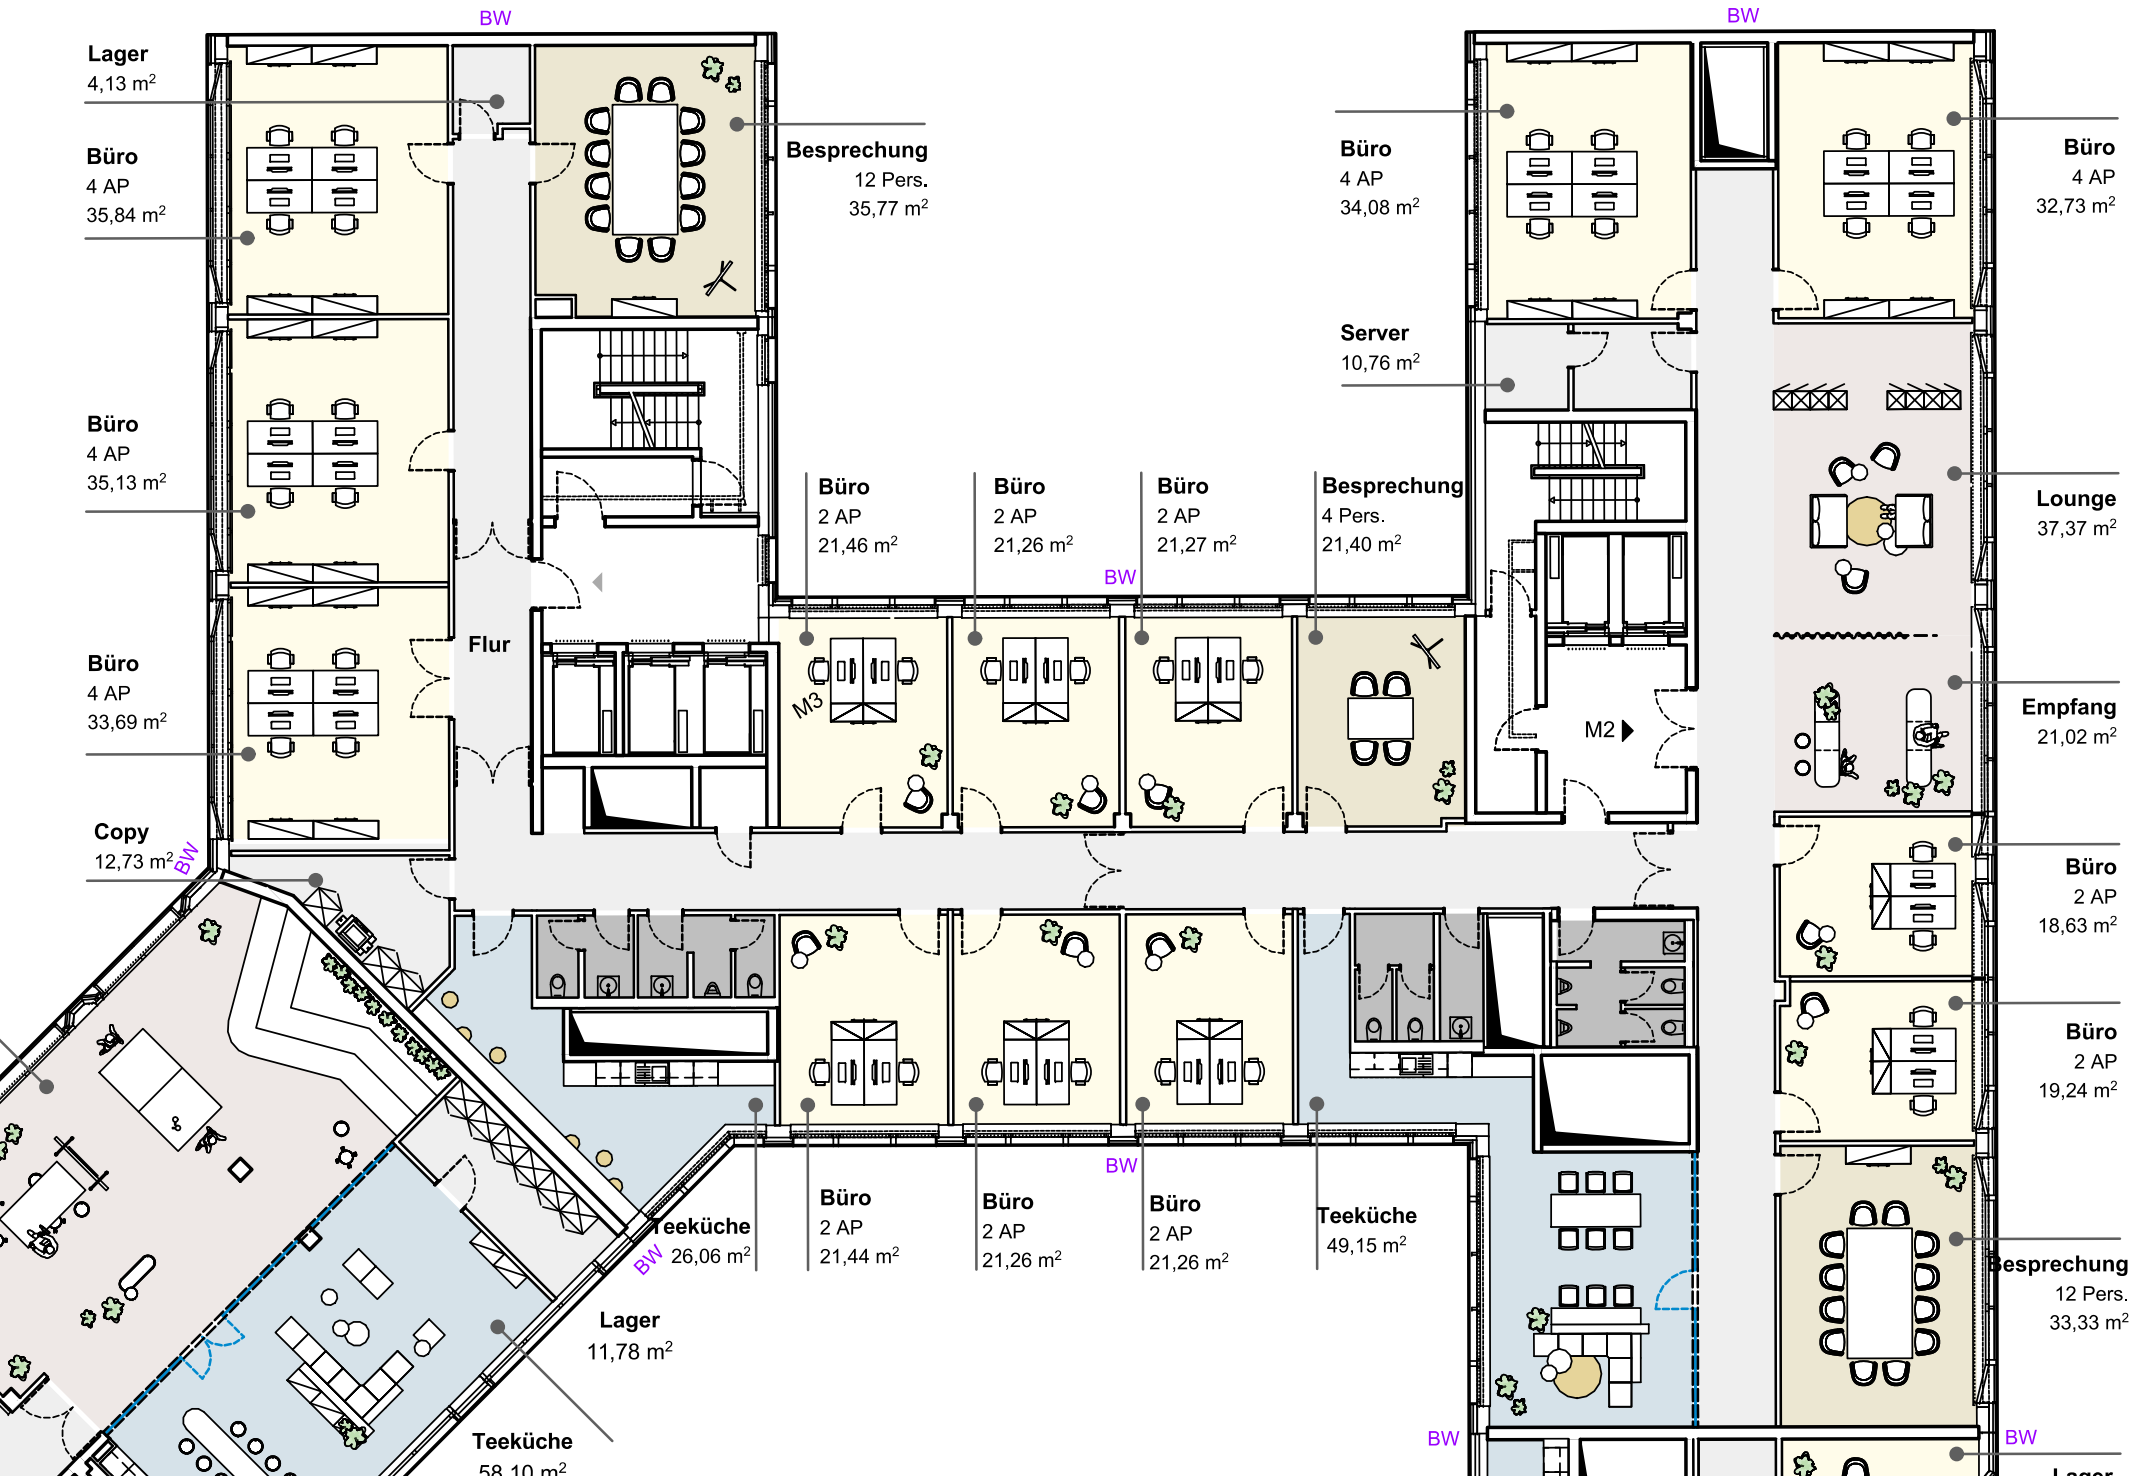 BW
BW
Lager
4,13 m²
Büro
4 AP
35,84 m²
Besprechung
12 Pers.
35,77 m²
Büro
4 AP
34,08 m²
Büro
4 AP
32,73 m²
Server
10,76 m²
Büro
4 AP
35,13 m²
Büro
2 AP
21,46 m²
Büro
2 AP
21,26 m²
Büro
2 AP
21,27 m²
Besprechung
4 Pers.
21,40 m²
Lounge
37,37 m²
BW
Flur
Büro
4 AP
33,69 m²
M3
M2
Empfang
21,02 m²
Copy
12,73 m²
BW
Büro
2 AP
18,63 m²
Büro
2 AP
19,24 m²
BW
Teeküche
26,06 m²
BW
Büro
2 AP
21,44 m²
Büro
2 AP
21,26 m²
Büro
2 AP
21,26 m²
Teeküche
49,15 m²
Besprechung
12 Pers.
33,33 m²
Lager
11,78 m²
Teeküche
58,10 m²
BW
BW
Lager